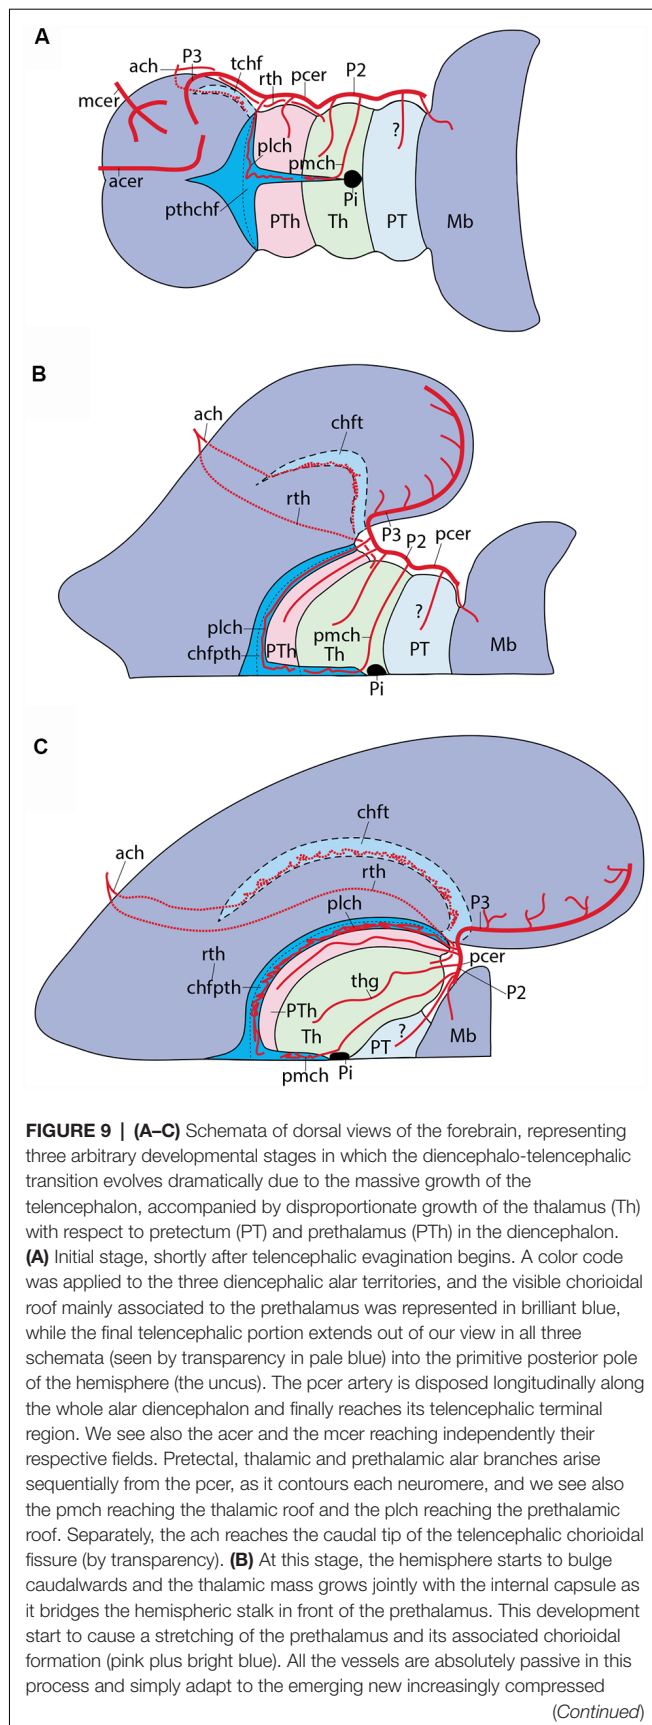 A
ach
P3
tchf
rth
pcer
P2
mcer
?
plch
pmch
acer
Pi
pthchf
PTh
Th
PT
Mb
B
ach
chft
rth
P3
P2
pcer
?
plch
pmch
chfpth
PTh
Th
PT
Mb
Pi
C
chft
ach
rth
P3
plch
rth
pcer
chfpth
thg
P2
PTh
?
Th
PT
Mb
pmch
Pi
FIGURE 9 | (A–C) Schemata of dorsal views of the forebrain, representing
three arbitrary developmental stages in which the diencephalo-telencephalic
transition evolves dramatically due to the massive growth of the
telencephalon, accompanied by disproportionate growth of the thalamus (Th)
with respect to pretectum (PT) and prethalamus (PTh) in the diencephalon.
(A) Initial stage, shortly after telencephalic evagination begins. A color code
was applied to the three diencephalic alar territories, and the visible chorioidal
roof mainly associated to the prethalamus was represented in brilliant blue,
while the final telencephalic portion extends out of our view in all three
schemata (seen by transparency in pale blue) into the primitive posterior pole
of the hemisphere (the uncus). The pcer artery is disposed longitudinally along
the whole alar diencephalon and finally reaches its telencephalic terminal
region. We see also the acer and the mcer reaching independently their
respective fields. Pretectal, thalamic and prethalamic alar branches arise
sequentially from the pcer, as it contours each neuromere, and we see also
the pmch reaching the thalamic roof and the plch reaching the prethalamic
roof. Separately, the ach reaches the caudal tip of the telencephalic chorioidal
fissure (by transparency). (B) At this stage, the hemisphere starts to bulge
caudalwards and the thalamic mass grows jointly with the internal capsule as
it bridges the hemispheric stalk in front of the prethalamus. This development
start to cause a stretching of the prethalamus and its associated chorioidal
formation (pink plus bright blue). All the vessels are absolutely passive in this
process and simply adapt to the emerging new increasingly compressed
(Continued)